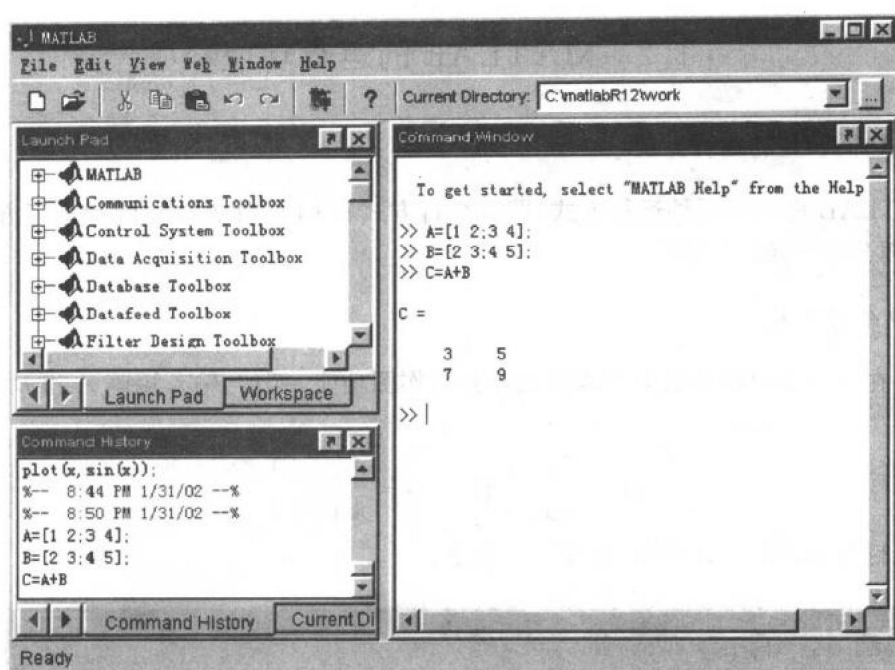 MATLAB
File Edit View Web Window Help
? Current Directory: C:\matlabR12\work ...
Launch Pad
MATLAB
Communications Toolbox
Control System Toolbox
Data Acquisition Toolbox
Database Toolbox
Datafeed Toolbox
Filter Design Toolbox
Launch Pad Workspace
Command History
plot(x,sin(x));
%-- 8:44 PM 1/31/02 --%
%-- 8:50 PM 1/31/02 --%
A=[1 2;3 4];
B=[2 3;4 5];
C=A+B
Command History Current Di
Command Window
To get started, select "MATLAB Help" from the Help
>> A=[1 2;3 4];
>> B=[2 3;4 5];
>> C=A+B
C =
3 5
7 9
>>
Ready